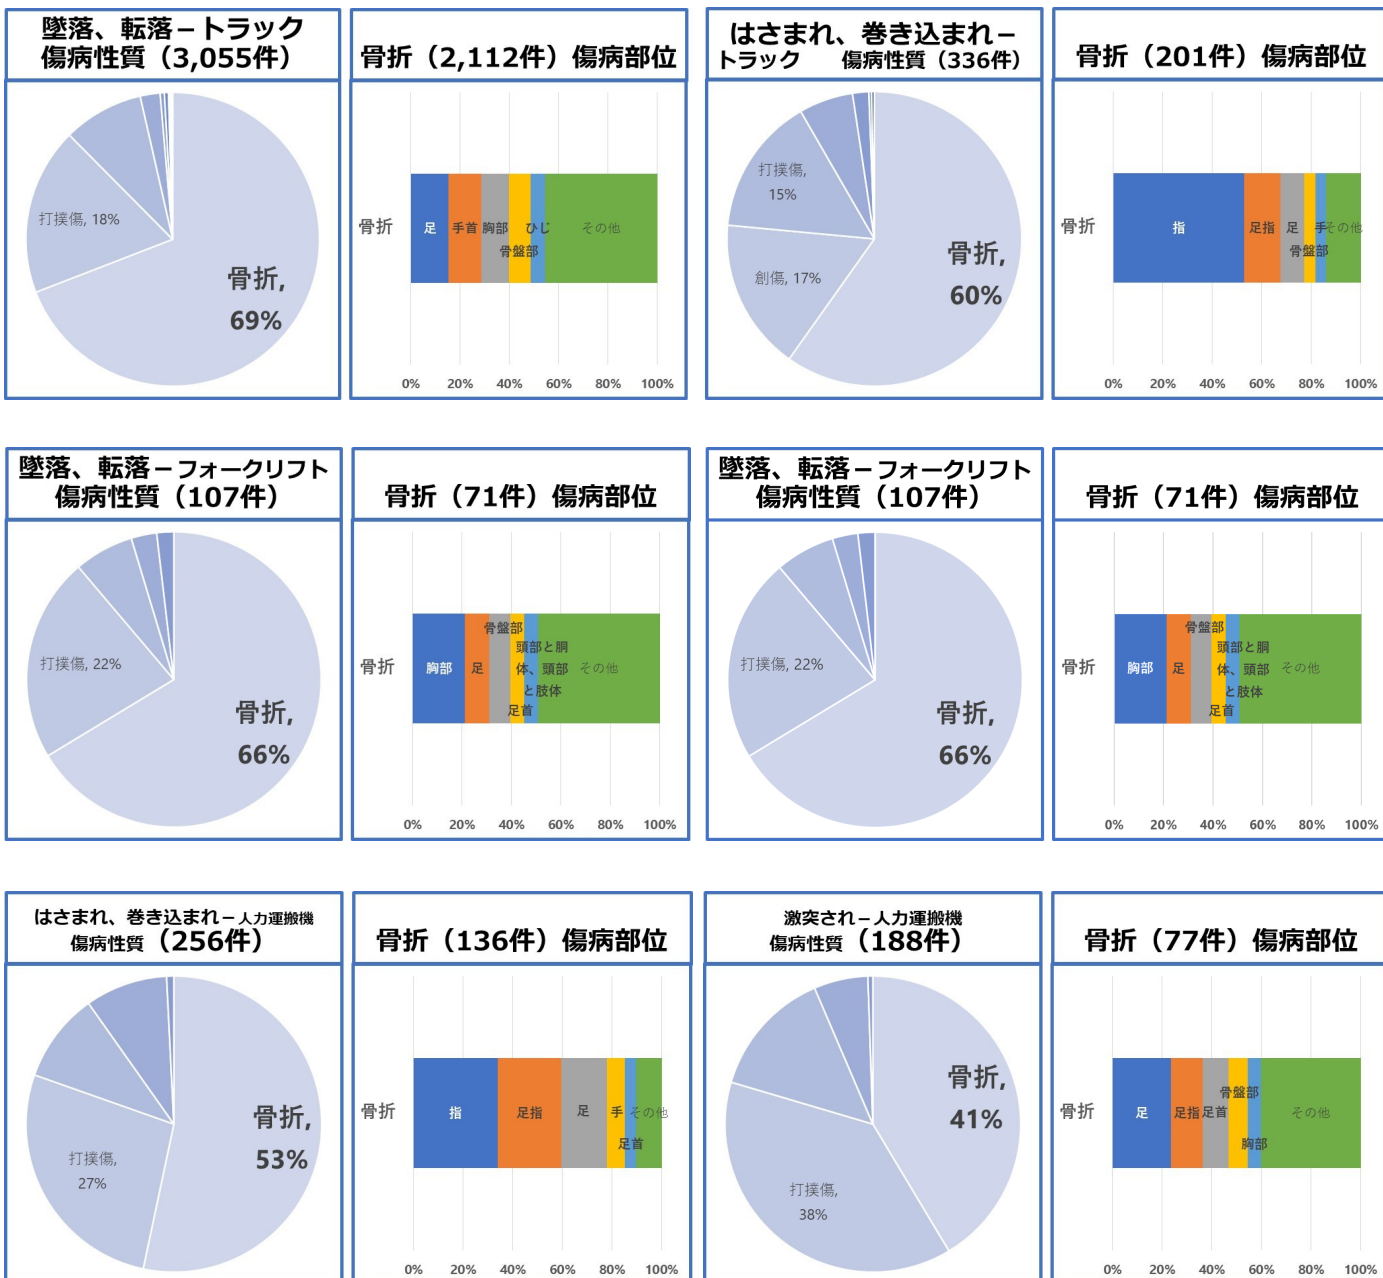 墜落、転落－トラック
傷病性質（3,055件）
打撲傷, 18%
骨折,
69%
骨折（2,112件）傷病部位
骨折
足
手首
胸部
骨盤部
ひじ
その他
0% 20% 40% 60% 80% 100%
はさまれ、巻き込まれ－
トラック 傷病性質（336件）
打撲傷,
15%
創傷, 17%
骨折,
60%
骨折（201件）傷病部位
骨折
指
足指
足
骨盤部
手
その他
0% 20% 40% 60% 80% 100%
墜落、転落－フォークリフト
傷病性質（107件）
打撲傷, 22%
骨折,
66%
骨折（71件）傷病部位
骨折
胸部
足
骨盤部
足首
頭部と胴
体、頭部
と肢体
その他
0% 20% 40% 60% 80% 100%
墜落、転落－フォークリフト
傷病性質（107件）
打撲傷, 22%
骨折,
66%
骨折（71件）傷病部位
骨折
胸部
足
骨盤部
足首
頭部と胴
体、頭部
と肢体
その他
0% 20% 40% 60% 80% 100%
はさまれ、巻き込まれ－人力運搬機
傷病性質（256件）
打撲傷,
27%
骨折,
53%
骨折（136件）傷病部位
骨折
指
足指
足
手
足首
その他
0% 20% 40% 60% 80% 100%
激突され－人力運搬機
傷病性質（188件）
骨折,
41%
打撲傷,
38%
骨折（77件）傷病部位
骨折
足
足指
足首
骨盤部
胸部
その他
0% 20% 40% 60% 80% 100%